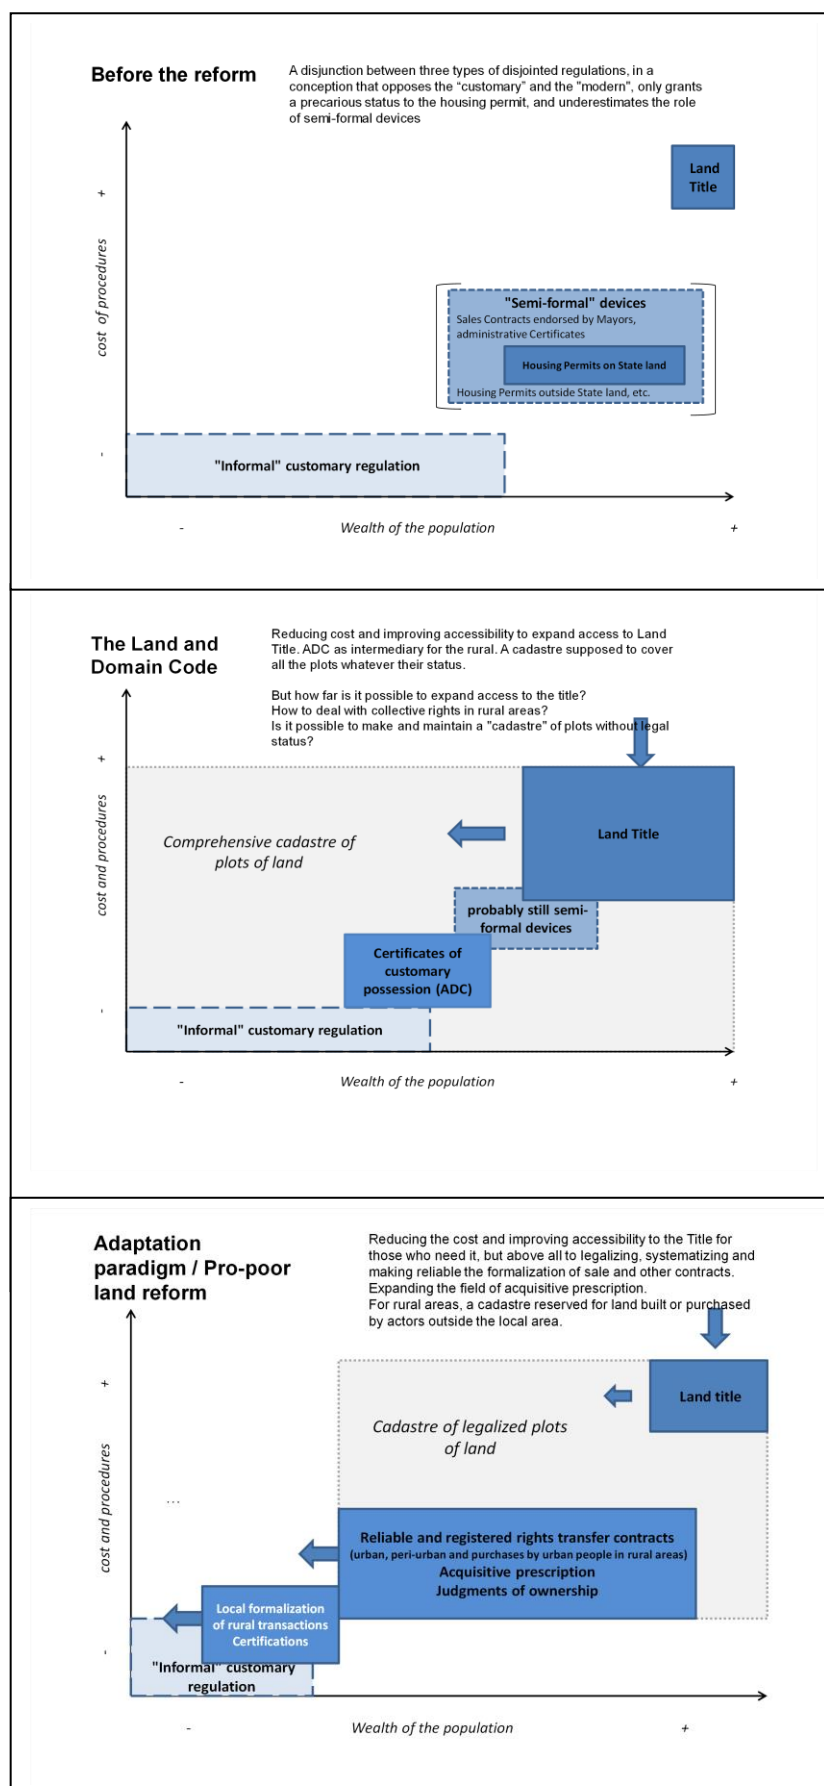 Before the reform
A disjunction between three types of disjointed regulations, in a
conception that opposes the “customary” and the "modern", only grants
a precarious status to the housing permit, and underestimates the role
of semi-formal devices
Land
Title
+
cost of procedures
-
"Semi-formal" devices
Sales Contracts endorsed by Mayors,
administrative Certificates
Housing Permits on State land
Housing Permits outside State land, etc.
"Informal" customary regulation
-
Wealth of the population
+
The Land and
Domain Code
Reducing cost and improving accessibility to expand access to Land
Title. ADC as intermediary for the rural. A cadastre supposed to cover
all the plots whatever their status.
But how far is it possible to expand access to the title?
How to deal with collective rights in rural areas?
Is it possible to make and maintain a "cadastre" of plots without legal
status?
+
cost and procedures
-
Comprehensive cadastre of
plots of land
Land Title
probably still semi-
formal devices
Certificates of
customary
possession (ADC)
"Informal" customary regulation
-
Wealth of the population
+
Adaptation
paradigm / Pro-poor
land reform
Reducing the cost and improving accessibility to the Title for
those who need it, but above all to legalizing, systematizing and
making reliable the formalization of sale and other contracts.
Expanding the field of acquisitive prescription.
For rural areas, a cadastre reserved for land built or purchased
by actors outside the local area.
+
cost and procedures
-
Land title
Cadastre of legalized plots
of land
...
Reliable and registered rights transfer contracts
(urban, peri-urban and purchases by urban people in rural areas)
Acquisitive prescription
Judgments of ownership
Local formalization
of rural transactions
Certifications
"Informal" customary
regulation
-
Wealth of the population
+